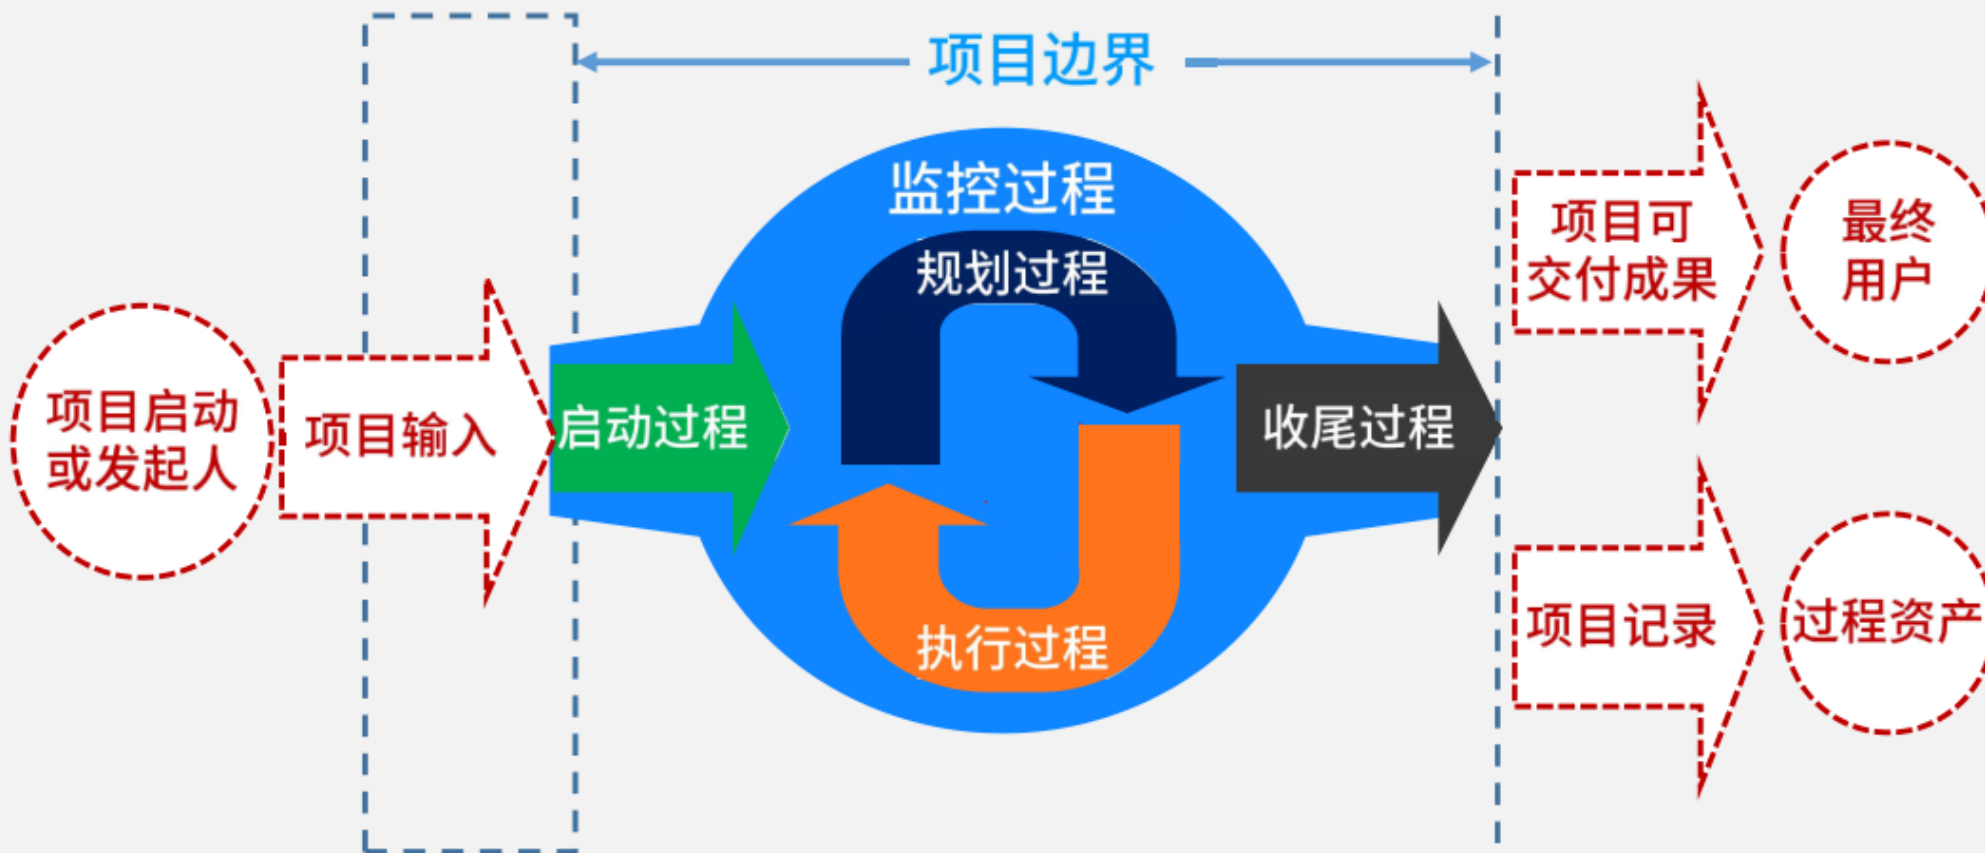 项目边界
监控过程
规划过程
项目启动
或发起人
项目输入
启动过程
收尾过程
执行过程
项目可
交付成果
最终
用户
项目记录
过程资产